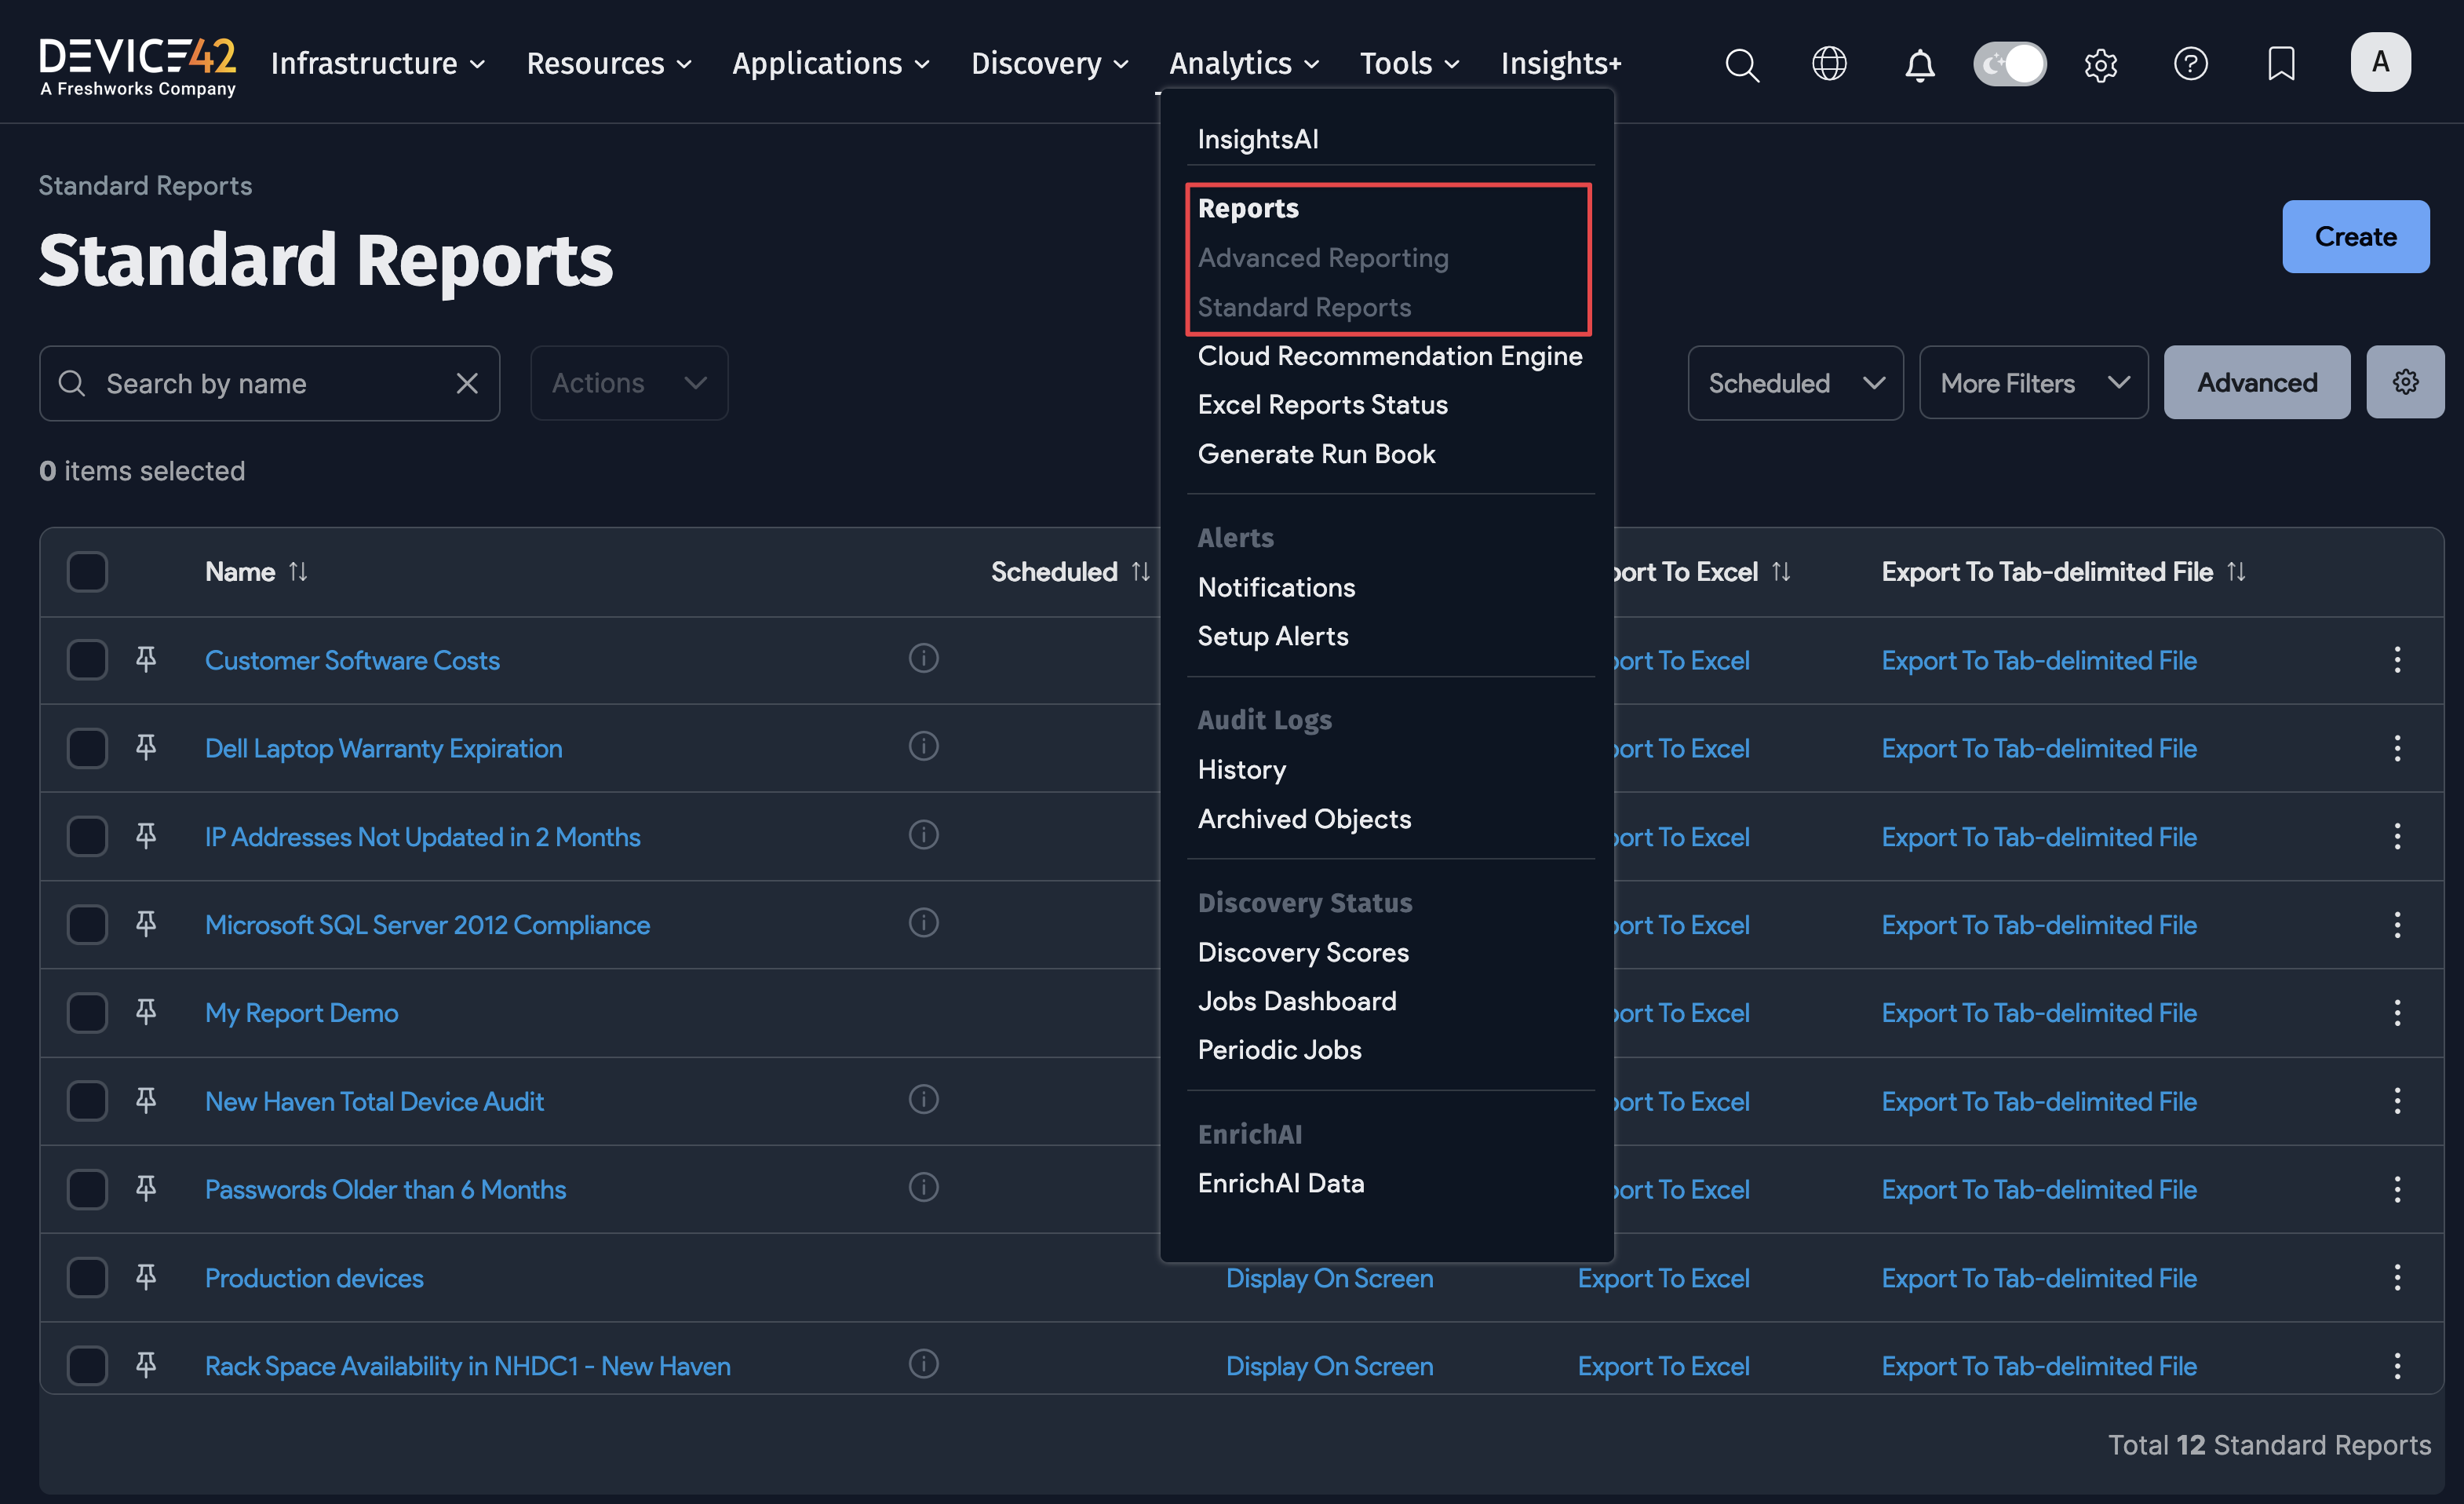 DEVICE42
A Freshworks Company
Infrastructure
Resources
Applications
Discovery
Analytics
Tools
Insights+
A
InsightsAI
Reports
Advanced Reporting
Standard Reports
Cloud Recommendation Engine
Excel Reports Status
Generate Run Book
Alerts
Notifications
Setup Alerts
Audit Logs
History
Archived Objects
Discovery Status
Discovery Scores
Jobs Dashboard
Periodic Jobs
EnrichAI
EnrichAI Data
Standard Reports
Standard Reports
Create
Search by name
Actions
Scheduled
More Filters
Advanced
0 items selected
Name Scheduled port To Excel Export To Tab-delimited File
Customer Software Costs port To Excel Export To Tab-delimited File
Dell Laptop Warranty Expiration port To Excel Export To Tab-delimited File
IP Addresses Not Updated in 2 Months port To Excel Export To Tab-delimited File
Microsoft SQL Server 2012 Compliance port To Excel Export To Tab-delimited File
My Report Demo port To Excel Export To Tab-delimited File
New Haven Total Device Audit port To Excel Export To Tab-delimited File
Passwords Older than 6 Months port To Excel Export To Tab-delimited File
Production devices Display On Screen Export To Excel Export To Tab-delimited File
Rack Space Availability in NHDC1 - New Haven Display On Screen Export To Excel Export To Tab-delimited File
Total 12 Standard Reports